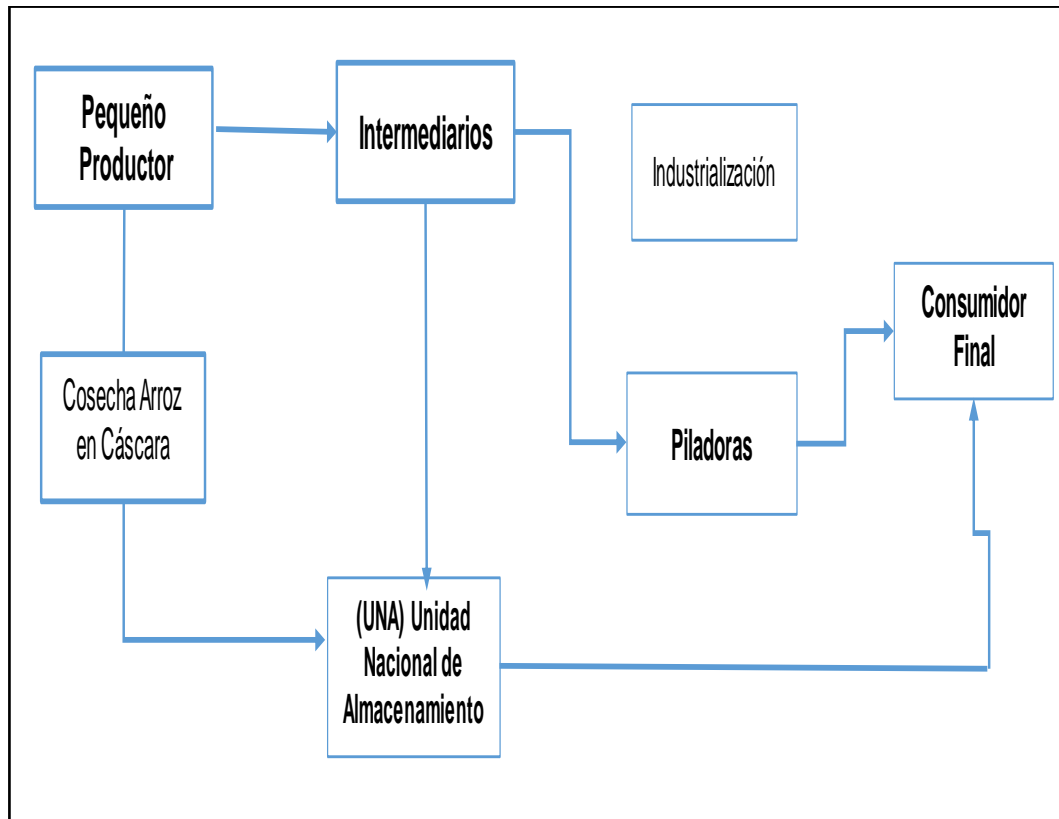 Pequeño
Productor
Intermediarios
Industrialización
Consumidor
Final
Cosecha Arroz
en Cáscara
Piladoras
(UNA) Unidad
Nacional de
Almacenamiento